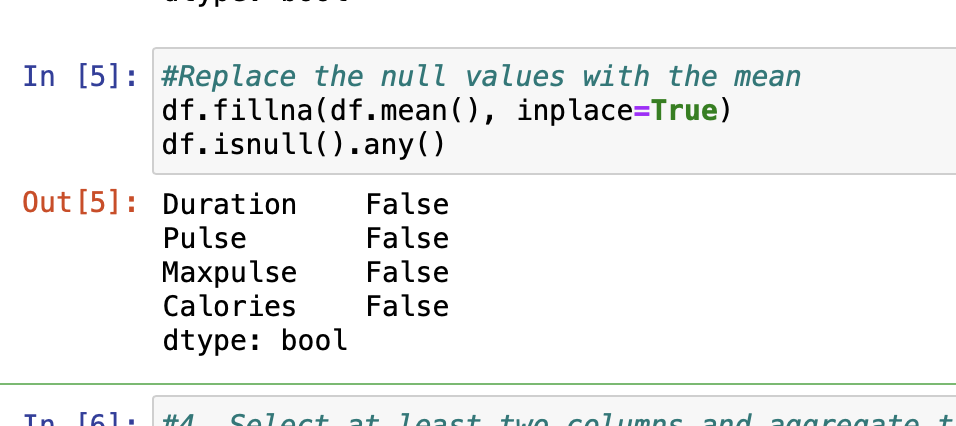 dtype: bool
In [5]: #Replace the null values with the mean
df.fillna(df.mean(), inplace=True)
df.isnull().any()
Out[5]: Duration    False
Pulse       False
Maxpulse    False
Calories    False
dtype: bool
In [6]: #4. Select at least two columns and aggregate